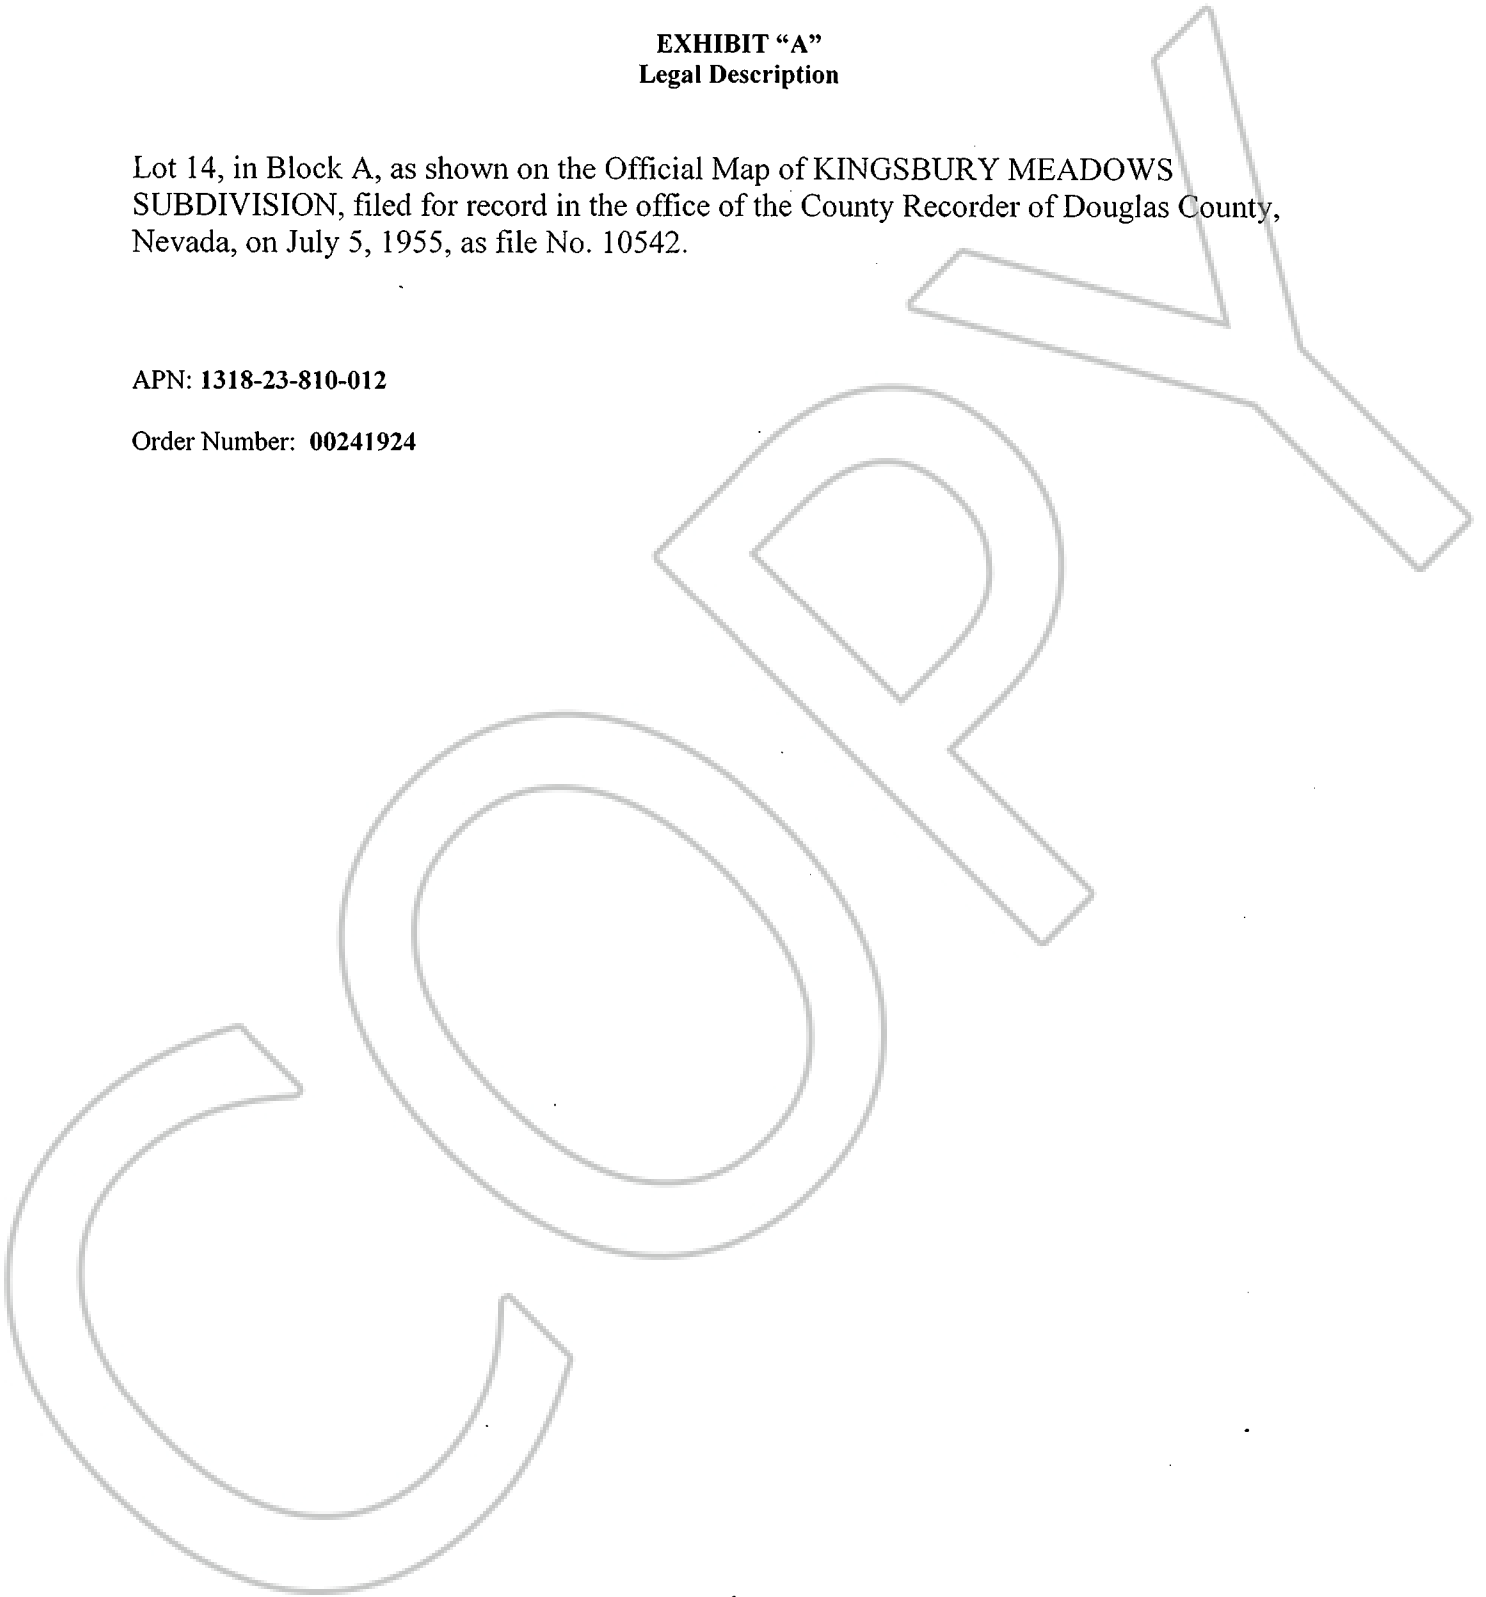 EXHIBIT “A”
Legal Description
Lot 14, in Block A, as shown on the Official Map of KINGSBURY MEADOWS
SUBDIVISION, filed for record in the office of the County Recorder of Douglas County,
Nevada, on July 5, 1955, as file No. 10542.
APN: 1318-23-810-012
Order Number: 00241924
COPY